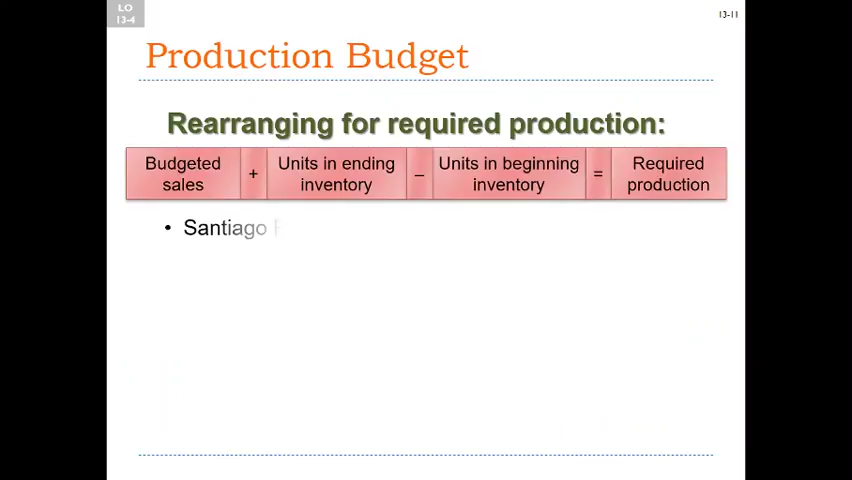 LO
13-4
13-11
Production Budget
Rearranging for required production:
Budgeted sales + Units in ending inventory – Units in beginning inventory = Required production
• Santiago